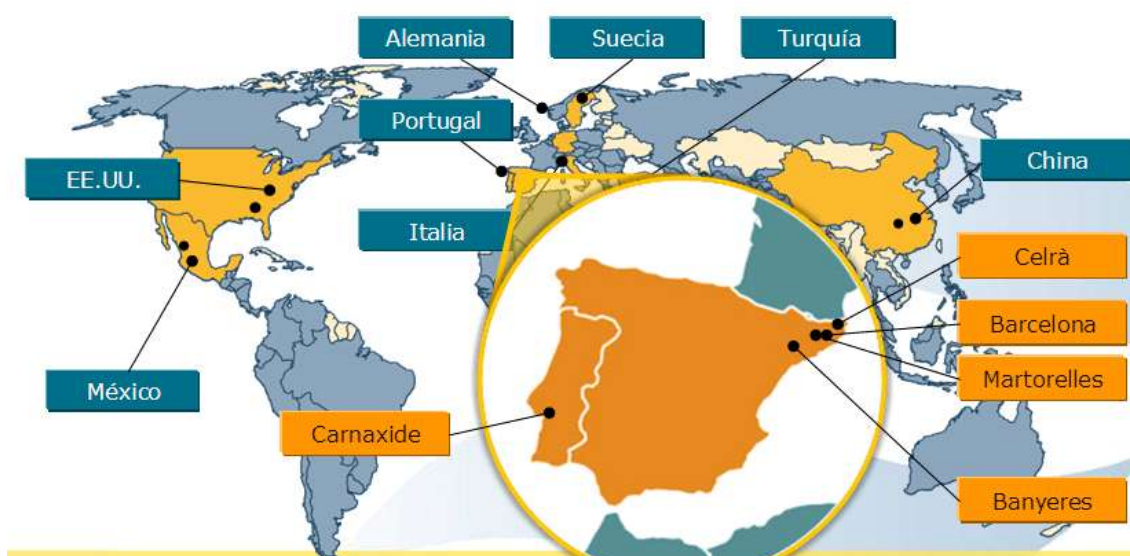 Alemania
Suecia
Turquía
Portugal
China
EE.UU.
Italia
Celrà
Barcelona
México
Martorelles
Carnaxide
Banyeres